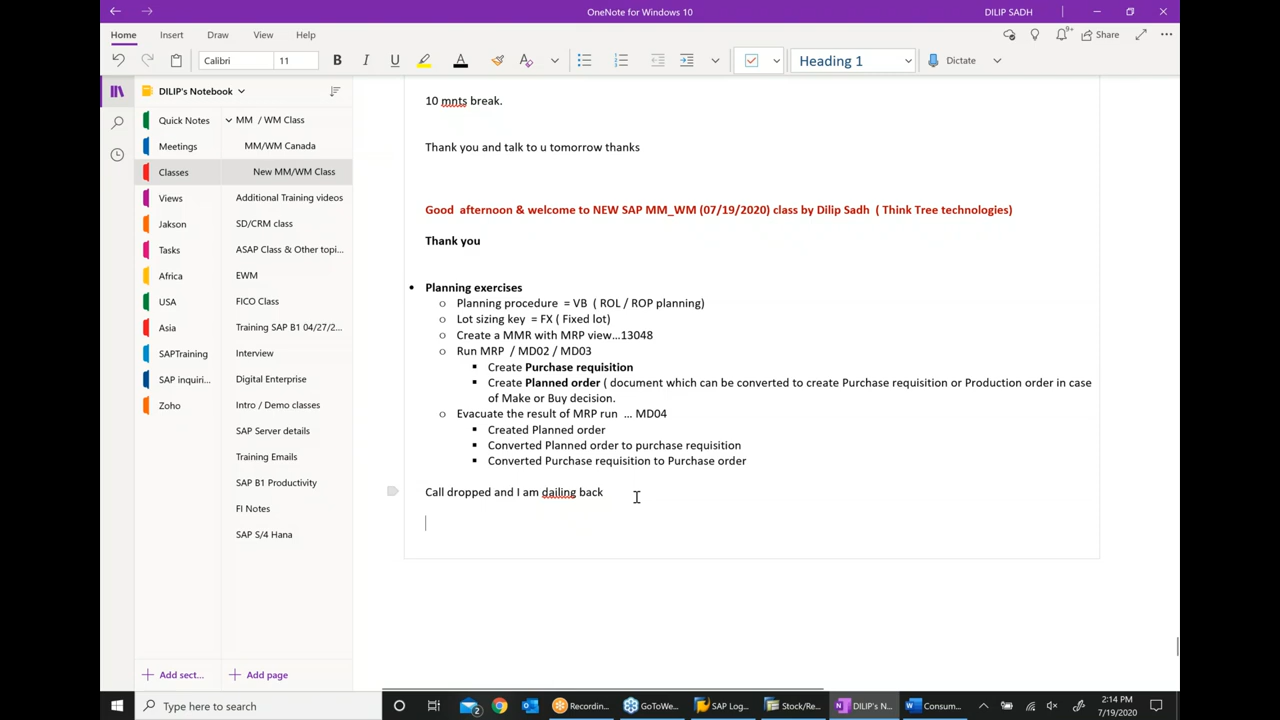 OneNote for Windows 10
DILIP SADH
Home
Insert
Draw
View
Help
9+
Share
Calibri
11
B
I
U
A
Heading 1
Dictate
DILIP's Notebook
Quick Notes
Meetings
Classes
Views
Jakson
Tasks
Africa
USA
Asia
SAPTraining
SAP inquiri...
Zoho
Add sect...
MM / WM Class
MM/WM Canada
New MM/WM Class
Additional Training videos
SD/CRM class
ASAP Class & Other topi...
EWM
FICO Class
Training SAP B1 04/27/2...
Interview
Digital Enterprise
Intro / Demo classes
SAP Server details
Training Emails
SAP B1 Productivity
FI Notes
SAP S/4 Hana
Add page
10 mnts break.
Thank you and talk to u tomorrow thanks
Good afternoon & welcome to NEW SAP MM_WM (07/19/2020) class by Dilip Sadh ( Think Tree technologies)
Thank you
• Planning exercises
o Planning procedure = VB ( ROL / ROP planning)
o Lot sizing key = FX ( Fixed lot)
o Create a MMR with MRP view...13048
o Run MRP / MD02 / MD03
▪ Create Purchase requisition
▪ Create Planned order ( document which can be converted to create Purchase requisition or Production order in case
of Make or Buy decision.
o Evacuate the result of MRP run ... MD04
▪ Created Planned order
▪ Converted Planned order to purchase requisition
▪ Converted Purchase requisition to Purchase order
Call dropped and I am dailing back
Type here to search
2
Recordin...
GoToWe...
SAP Log...
Stock/Re...
DILIP's N...
Consum...
2:14 PM
7/19/2020